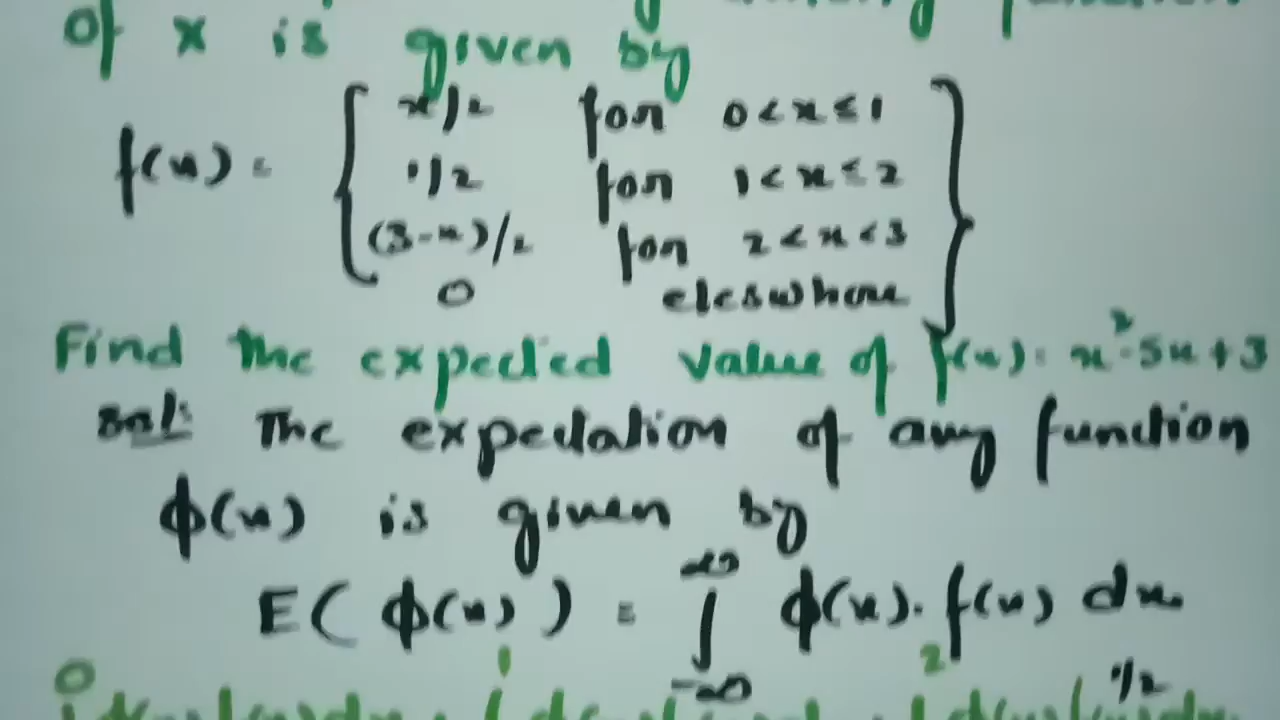 of x is given by
f(x) = { x/2 for 0 < x ≤ 1
1/2 for 1 < x ≤ 2
(3-x)/2 for 2 < x < 3
0 eleswhere }
Find the expected value of f(x) = x²-5x+3
Sol: The expectation of any function
ϕ(x) is given by
E( ϕ(x) ) = ∫_{-∞}^{∞} ϕ(x). f(x) dx.